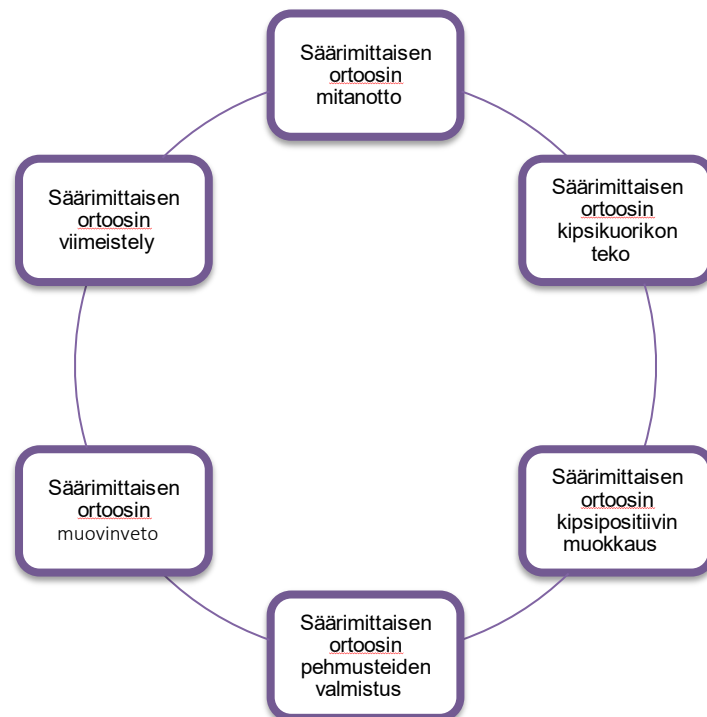 Säärimittaisen
ortoosin
mitanotto
Säärimittaisen
ortoosin
kipsikuorikon
teko
Säärimittaisen
ortoosin
kipsipositiivin
muokkaus
Säärimittaisen
ortoosin
pehmusteiden
valmistus
Säärimittaisen
ortoosin
muovinveto
Säärimittaisen
ortoosin
viimeistely